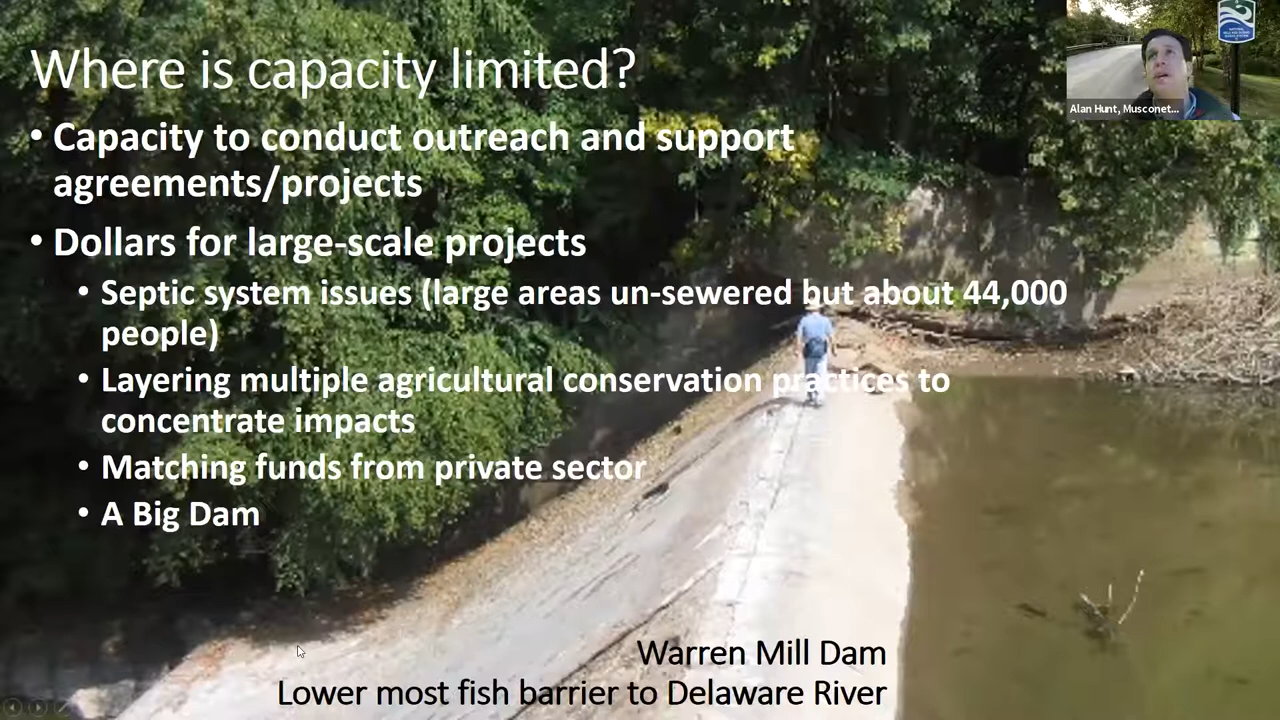 Where is capacity limited?
• Capacity to conduct outreach and support
agreements/projects
• Dollars for large-scale projects
• Septic system issues (large areas un-sewered but about 44,000
people)
• Layering multiple agricultural conservation practices to
concentrate impacts
• Matching funds from private sector
• A Big Dam
Warren Mill Dam
Lower most fish barrier to Delaware River
Alan Hunt, Musconet...